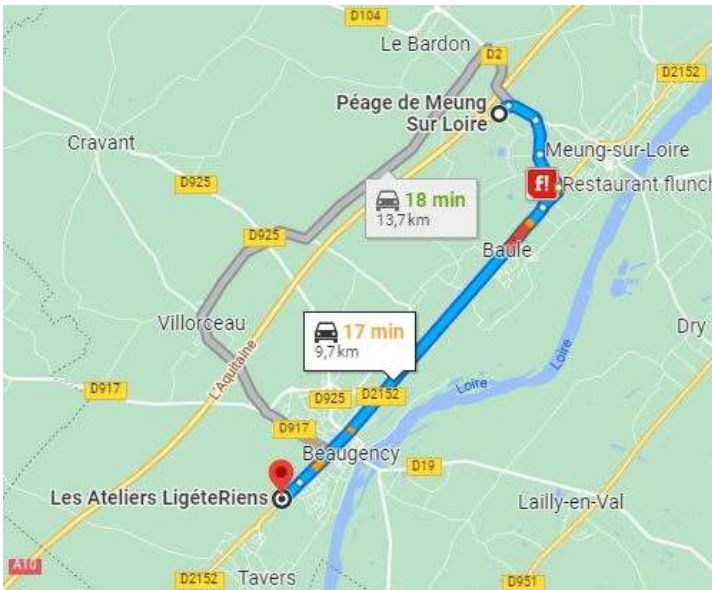 D104
Le Bardon
D2
D2152
Péage de Meung
Sur Loire
Cravant
Meung-sur-Loire
f!
Restaurant flunch
D925
18 min
13,7 km
D925
Baule
Villorceau
17 min
9,7 km
Dry
L'Aquitaine
Loire
Loire
D917
D925
D2152
D917
Beaugency
D19
Les Ateliers LigéteRiens
Lailly-en-Val
A10
D2152
Tavers
D951